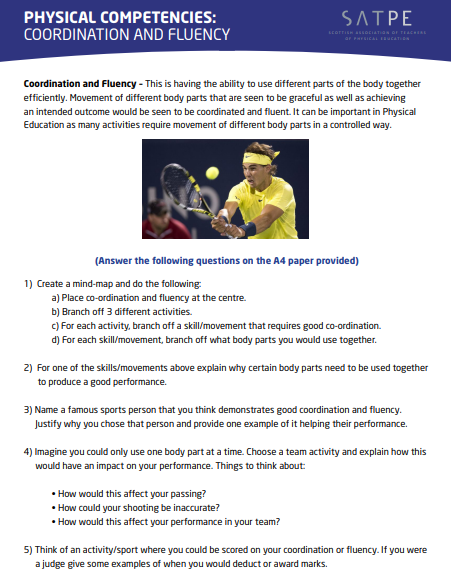 PHYSICAL COMPETENCIES:
COORDINATION AND FLUENCY
SATPE
SCOTTISH ASSOCIATION OF TEACHERS
OF PHYSICAL EDUCATION
Coordination and Fluency – This is having the ability to use different parts of the body together
efficiently. Movement of different body parts that are seen to be graceful as well as achieving
an intended outcome would be seen to be coordinated and fluent. It can be important in Physical
Education as many activities require movement of different body parts in a controlled way.
(Answer the following questions on the A4 paper provided)
1) Create a mind-map and do the following:
a) Place co-ordination and fluency at the centre.
b) Branch off 3 different activities.
c) For each activity, branch off a skill/movement that requires good co-ordination.
d) For each skill/movement, branch off what body parts you would use together.
2) For one of the skills/movements above explain why certain body parts need to be used together
to produce a good performance.
3) Name a famous sports person that you think demonstrates good coordination and fluency.
Justify why you chose that person and provide one example of it helping their performance.
4) Imagine you could only use one body part at a time. Choose a team activity and explain how this
would have an impact on your performance. Things to think about:
• How would this affect your passing?
• How could your shooting be inaccurate?
• How would this affect your performance in your team?
5) Think of an activity/sport where you could be scored on your coordination or fluency. If you were
a judge give some examples of when you would deduct or award marks.